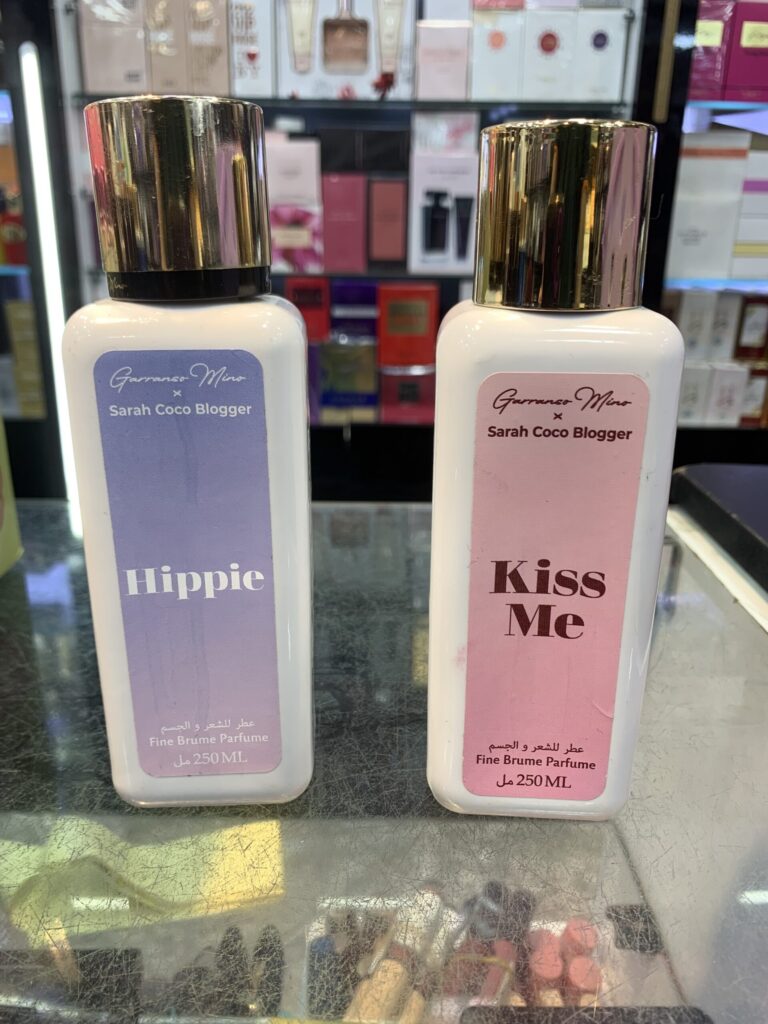 Garranso Mino
×
Sarah Coco Blogger
Hippie
عطر للشعر و الجسم
Fine Brume Parfume
250 ML مل
Garranso Mino
×
Sarah Coco Blogger
Kiss
Me
عطر للشعر و الجسم
Fine Brume Parfume
250 ML مل